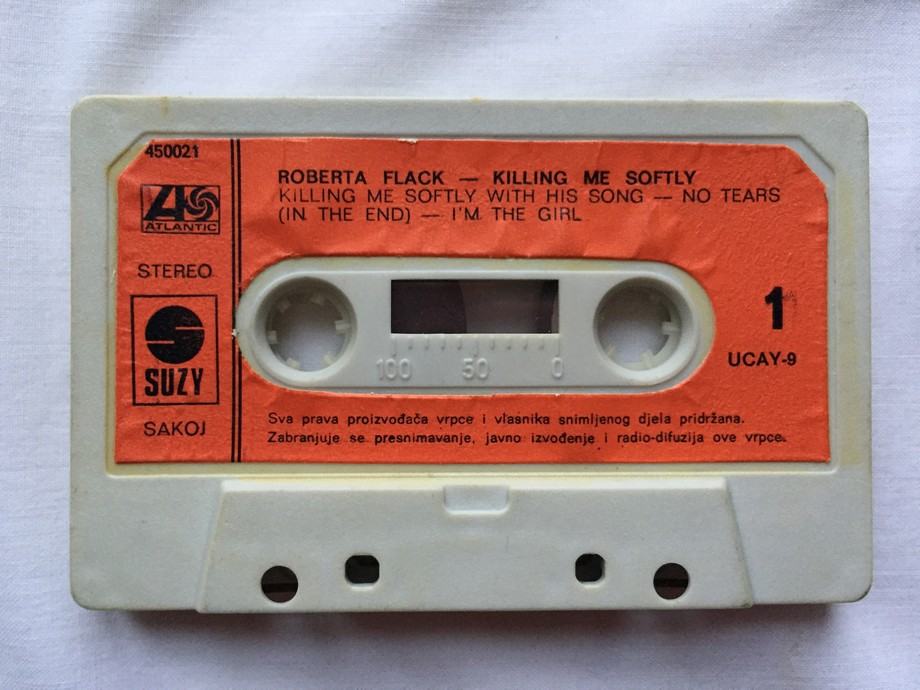 450021
ATLANTIC
STEREO
SUZY
SAKOJ
ROBERTA FLACK — KILLING ME SOFTLY
KILLING ME SOFTLY WITH HIS SONG — NO TEARS
(IN THE END) — I'M THE GIRL
1
UCAY-9
100 50 0
Sva prava proizvođača vrpce i vlasnika snimljenog djela pridržana.
Zabranjuje se presnimavanje, javno izvođenje i radio-difuzija ove vrpce.